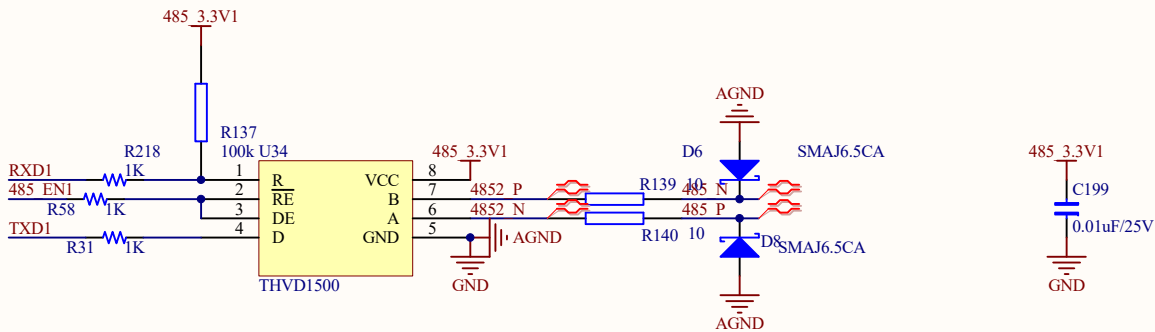 485_3.3V1
R137
100k
U34
R218
1K
RXD1
485_EN1
R58
1K
TXD1
R31
1K
1
2
3
4
R
RE
DE
D
VCC
B
A
GND
8
7
6
5
THVD1500
485_3.3V1
4852_P
4852_N
AGND
GND
R139
10
485_N
R140
10
485_P
AGND
D6
SMAJ6.5CA
D8
SMAJ6.5CA
AGND
485_3.3V1
C199
0.01uF/25V
GND